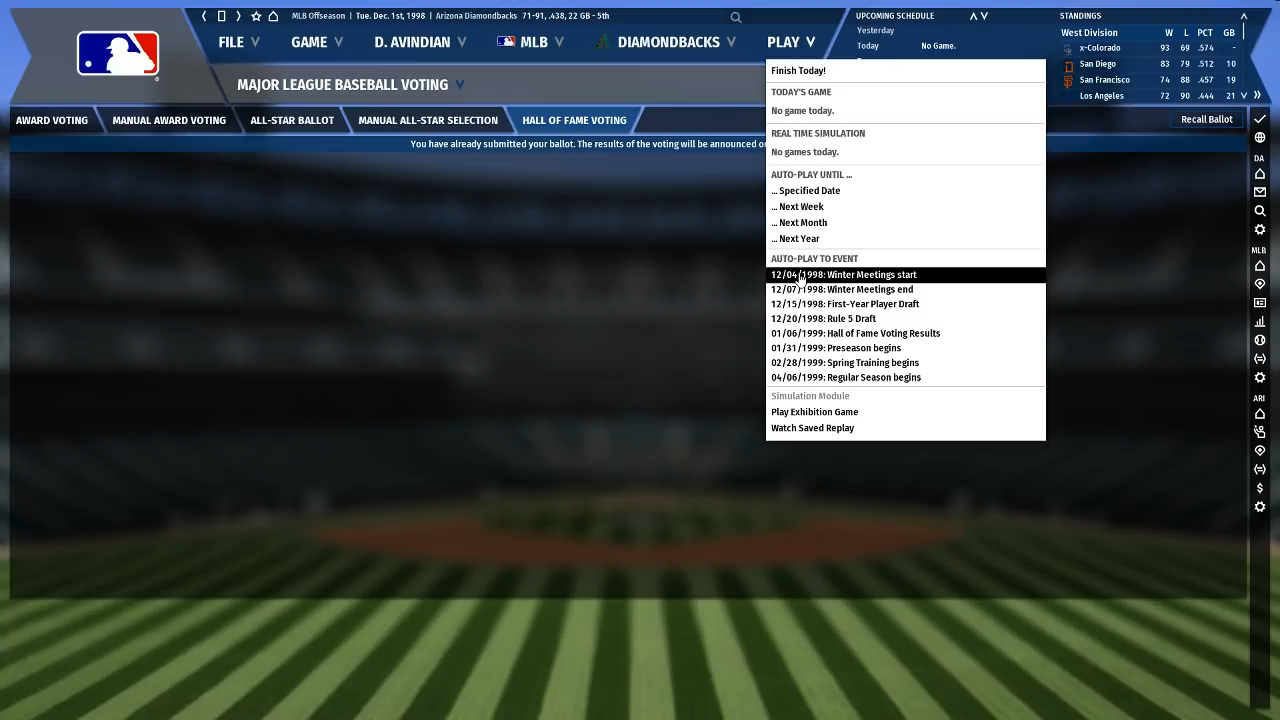 MLB Offseason | Tue. Dec. 1st, 1998 | Arizona Diamondbacks 71-91, .438, 22 GB - 5th
FILE GAME D. AVINDIAN MLB DIAMONDBACKS PLAY
MAJOR LEAGUE BASEBALL VOTING
UPCOMING SCHEDULE
Yesterday
Today No Game.
STANDINGS
West Division W L PCT GB
x-Colorado 93 69 .574 -
San Diego 83 79 .512 10
San Francisco 74 88 .457 19
Los Angeles 72 90 .444 21
AWARD VOTING MANUAL AWARD VOTING ALL-STAR BALLOT MANUAL ALL-STAR SELECTION HALL OF FAME VOTING
Recall Ballot
You have already submitted your ballot. The results of the voting will be announced
Finish Today!
TODAY'S GAME
No game today.
REAL TIME SIMULATION
No games today.
AUTO-PLAY UNTIL ...
... Specified Date
... Next Week
... Next Month
... Next Year
AUTO-PLAY TO EVENT
12/04/1998: Winter Meetings start
12/07/1998: Winter Meetings end
12/15/1998: First-Year Player Draft
12/20/1998: Rule 5 Draft
01/06/1999: Hall of Fame Voting Results
01/31/1999: Preseason begins
02/28/1999: Spring Training begins
04/06/1999: Regular Season begins
Simulation Module
Play Exhibition Game
Watch Saved Replay
DA
MLB
ARI